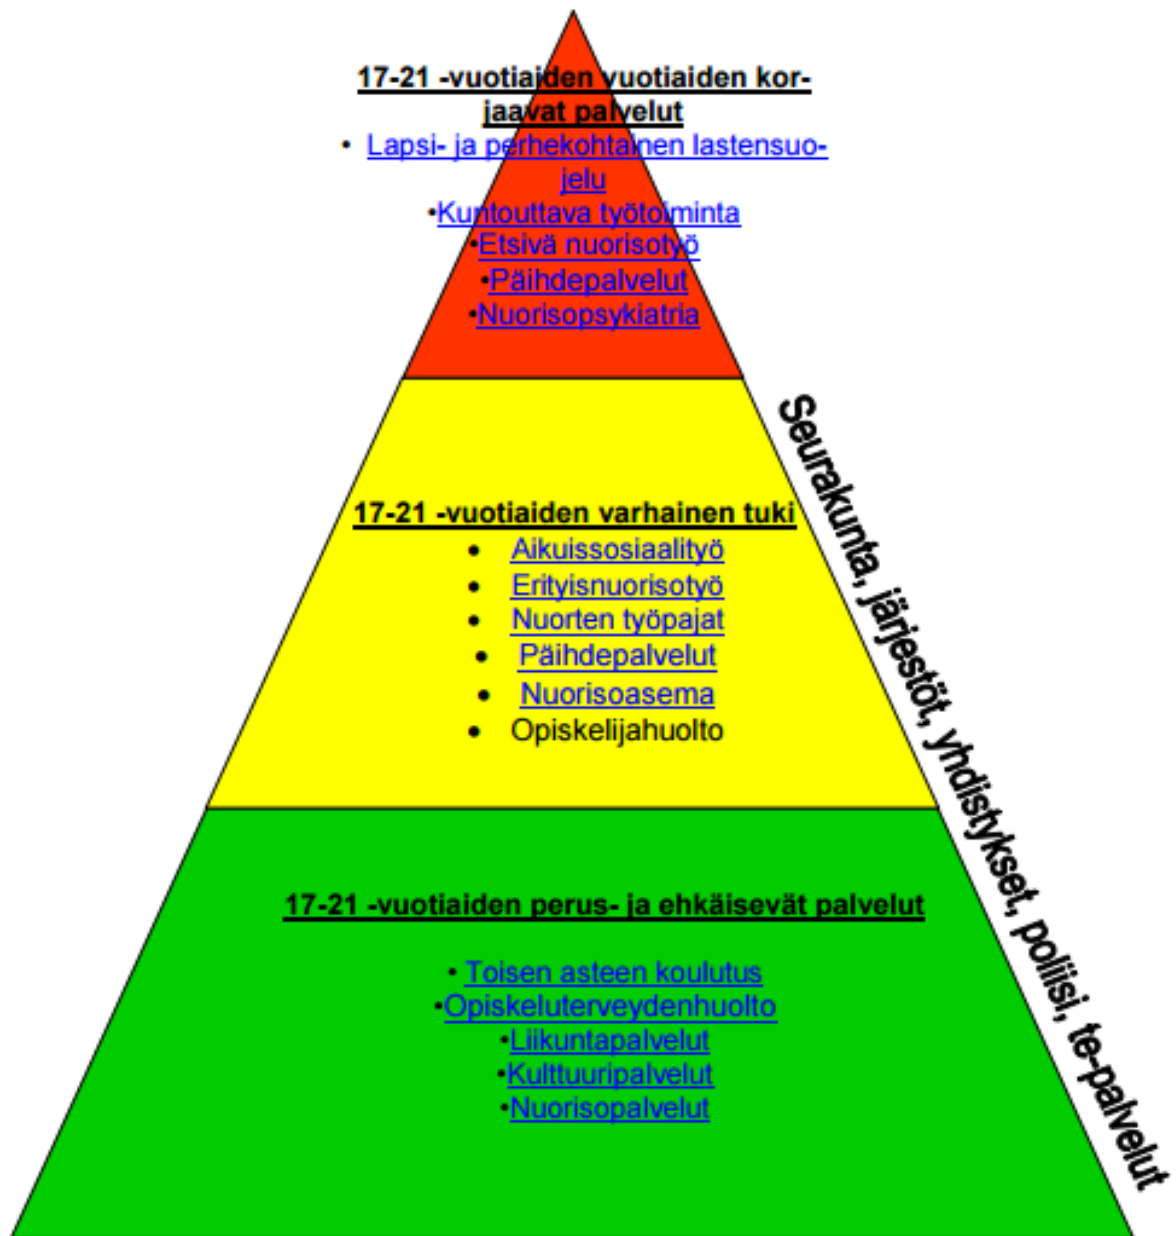 17-21 -vuotiaiden vuotiaiden kor-
jaavat palvelut
• Lapsi- ja perhekohtainen lastensuo-
jelu
•Kuntouttava työtoiminta
•Etsivä nuorisotyö
•Päihdepalvelut
•Nuorisopsykiatria
17-21 -vuotiaiden varhainen tuki
• Aikuissosiaalityö
• Erityisnuorisotyö
• Nuorten työpajat
• Päihdepalvelut
• Nuorisoasema
• Opiskelijahuolto
17-21 -vuotiaiden perus- ja ehkäisevät palvelut
• Toisen asteen koulutus
•Opiskeluterveydenhuolto
•Liikuntapalvelut
•Kulttuuripalvelut
•Nuorisopalvelut
Seurakunta, järjestöt, yhdistykset, poliisi, te-palvelut